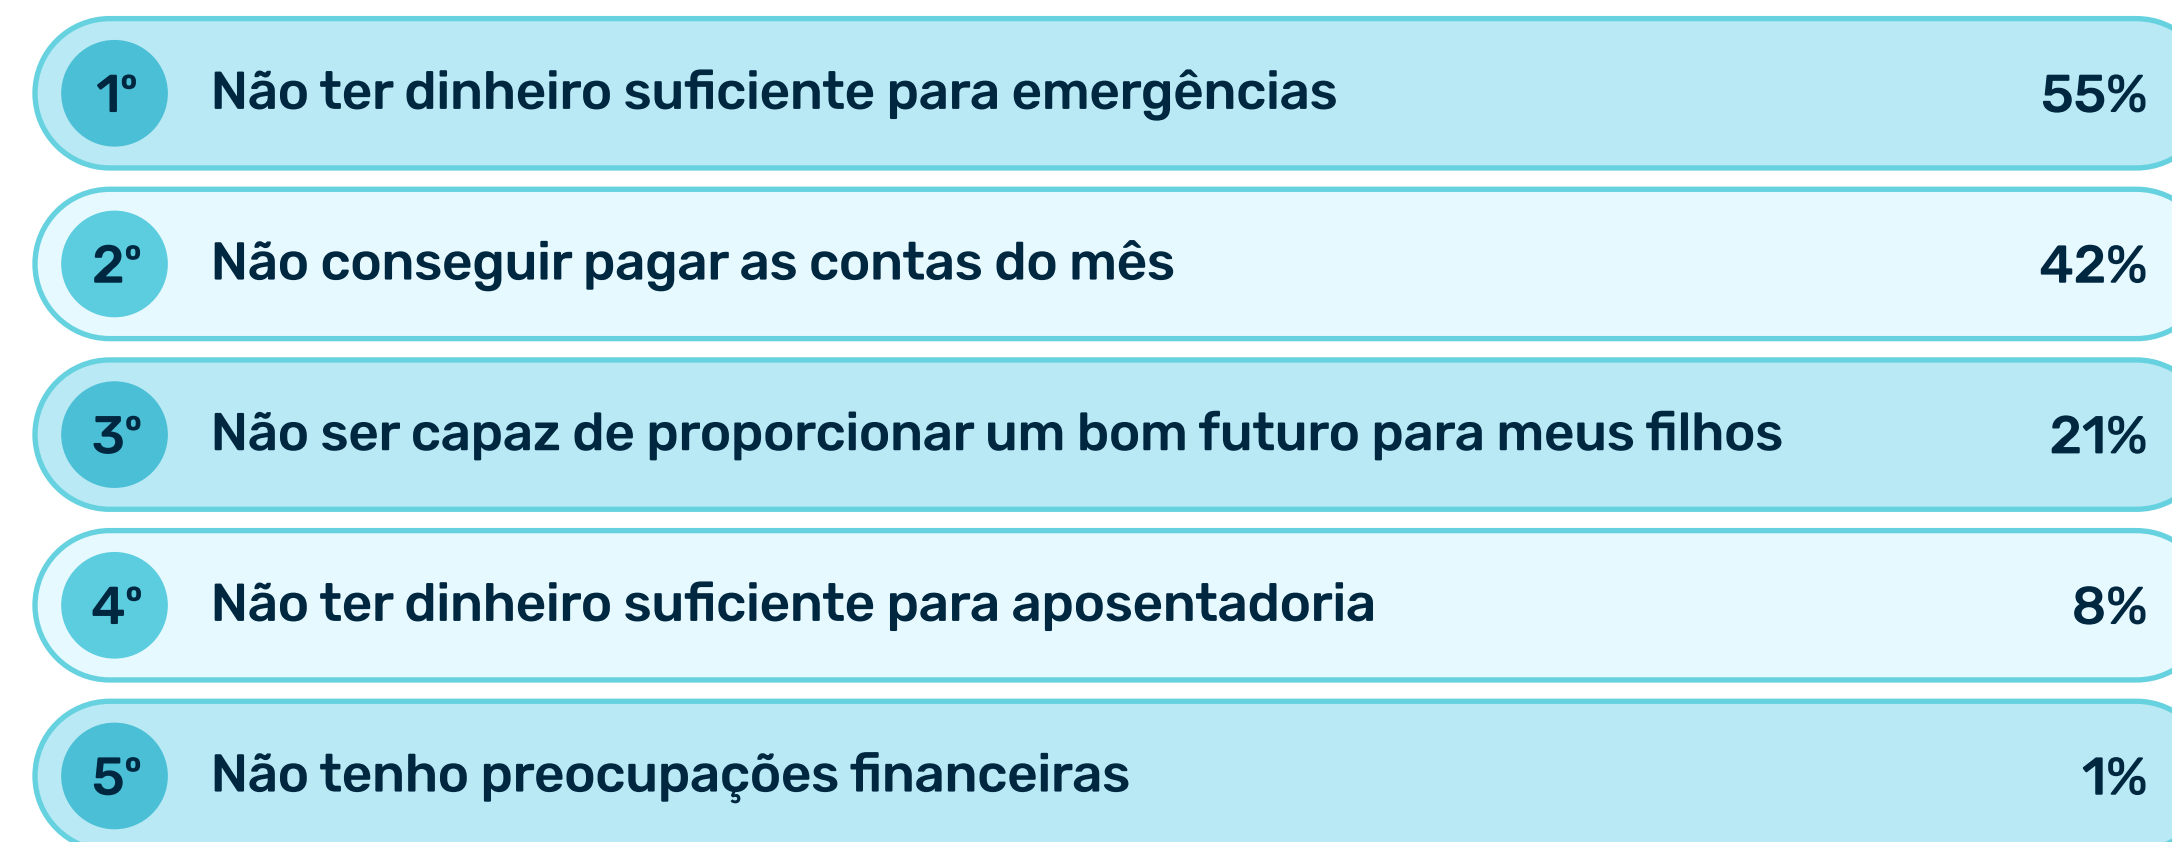 1º Não ter dinheiro suficiente para emergências 55%
2º Não conseguir pagar as contas do mês 42%
3º Não ser capaz de proporcionar um bom futuro para meus filhos 21%
4º Não ter dinheiro suficiente para aposentadoria 8%
5º Não tenho preocupações financeiras 1%